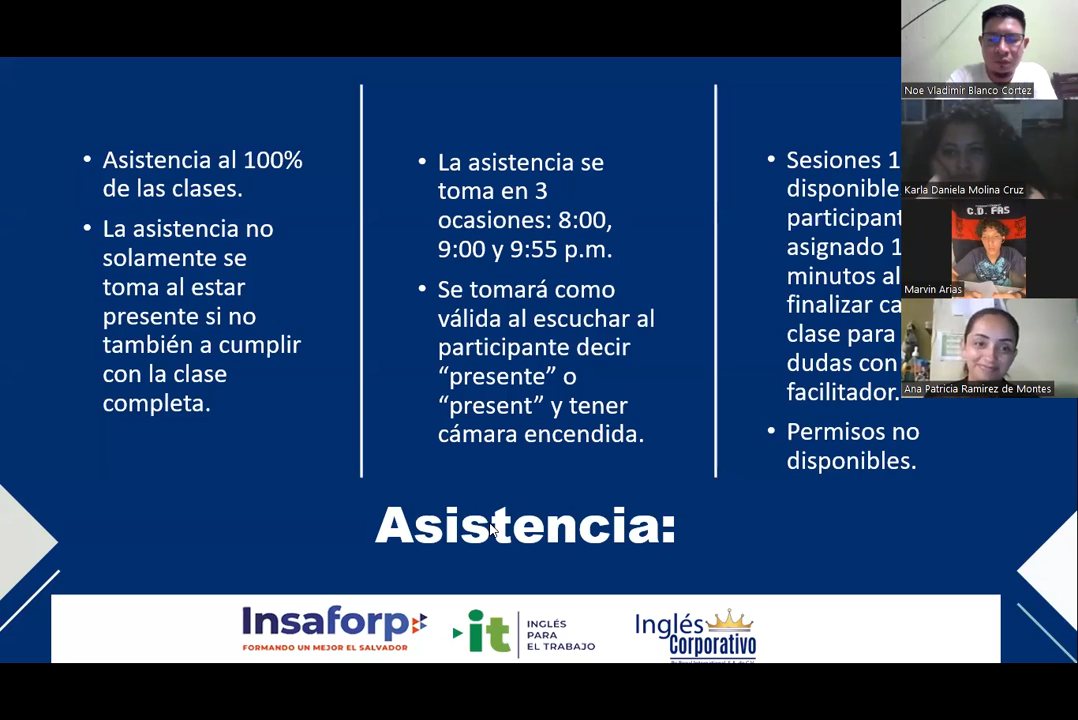 • Asistencia al 100%
de las clases.
• La asistencia no
solamente se
toma al estar
presente si no
también a cumplir
con la clase
completa.
• La asistencia se
toma en 3
ocasiones: 8:00,
9:00 y 9:55 p.m.
• Se tomará como
válida al escuchar al
participante decir
“presente” o
“present” y tener
cámara encendida.
• Sesiones 1
disponible
participant
asignado 1
minutos al
finalizar ca
clase para
dudas con
facilitador.
• Permisos no
disponibles.
Asistencia:
Insaforp
FORMANDO UN MEJOR EL SALVADOR
it
INGLÉS
PARA
EL TRABAJO
Inglés
Corporativo
Noe Vladimir Blanco Cortez
Karla Daniela Molina Cruz
C.D. FAS
Marvin Arias
Ana Patricia Ramirez de Montes